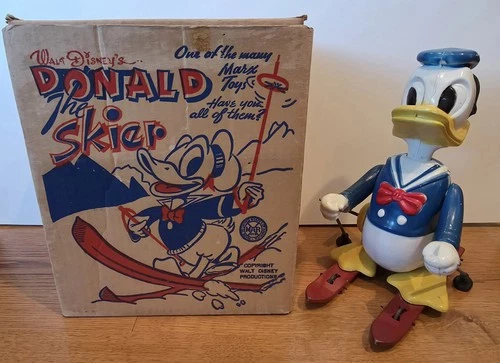 Walt Disney's...
DONALD
The
Skier
One of the many
Marx
Toys
Have you
all of them?
MAR
COPYRIGHT
WALT DISNEY
PRODUCTIONS